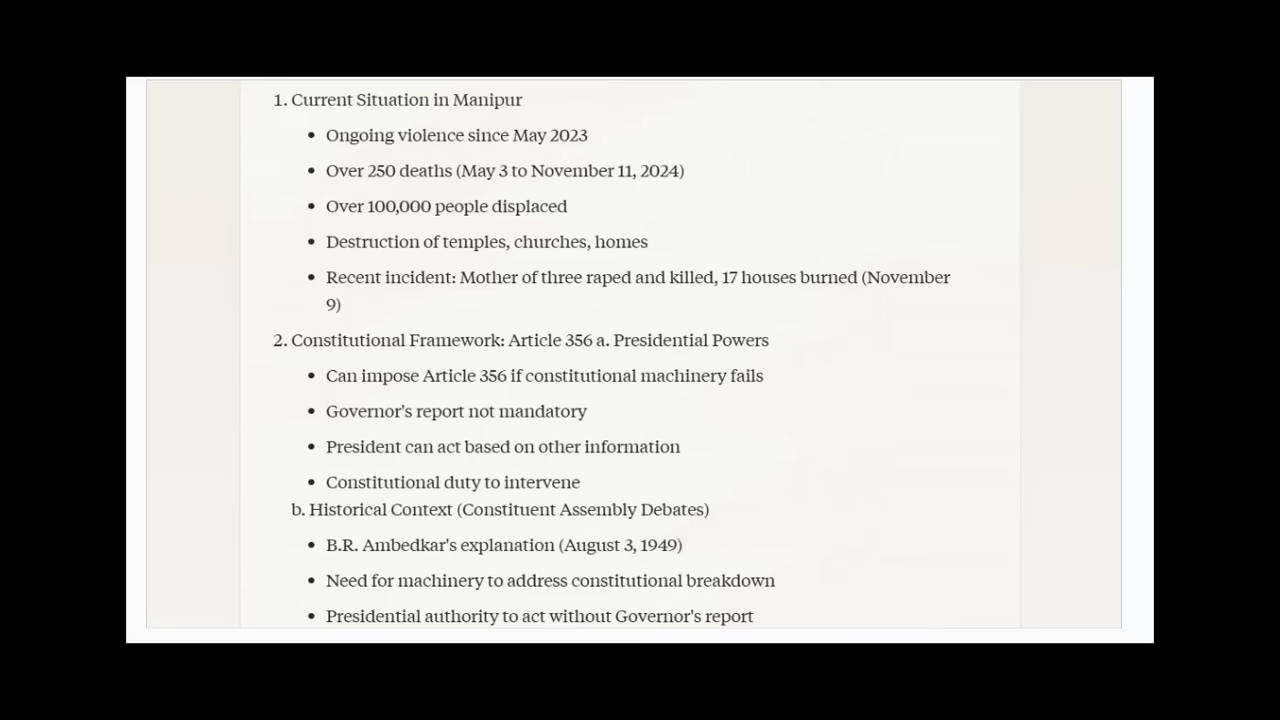 1. Current Situation in Manipur
• Ongoing violence since May 2023
• Over 250 deaths (May 3 to November 11, 2024)
• Over 100,000 people displaced
• Destruction of temples, churches, homes
• Recent incident: Mother of three raped and killed, 17 houses burned (November
9)
2. Constitutional Framework: Article 356 a. Presidential Powers
• Can impose Article 356 if constitutional machinery fails
• Governor's report not mandatory
• President can act based on other information
• Constitutional duty to intervene
b. Historical Context (Constituent Assembly Debates)
• B.R. Ambedkar's explanation (August 3, 1949)
• Need for machinery to address constitutional breakdown
• Presidential authority to act without Governor's report